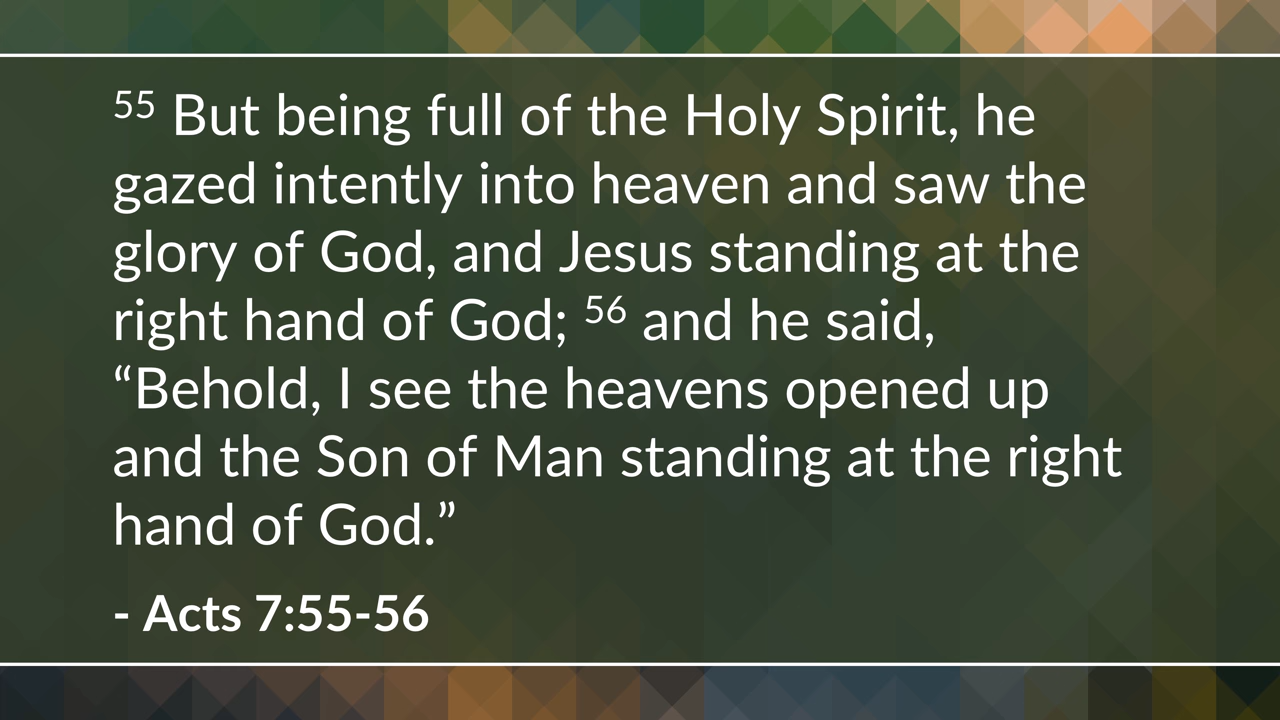 55 But being full of the Holy Spirit, he
gazed intently into heaven and saw the
glory of God, and Jesus standing at the
right hand of God; 56 and he said,
“Behold, I see the heavens opened up
and the Son of Man standing at the right
hand of God.”
- Acts 7:55-56